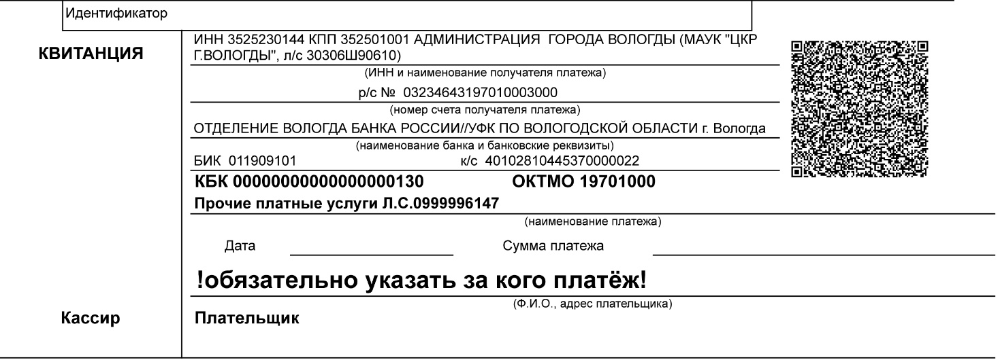 Идентификатор
КВИТАНЦИЯ
ИНН 3525230144 КПП 352501001 АДМИНИСТРАЦИЯ ГОРОДА ВОЛОГДЫ (МАУК "ЦКР
Г.ВОЛОГДЫ", л/с 30306Ш90610)
(ИНН и наименование получателя платежа)
р/с № 03234643197010003000
(номер счета получателя платежа)
ОТДЕЛЕНИЕ ВОЛОГДА БАНКА РОССИИ//УФК ПО ВОЛОГОДСКОЙ ОБЛАСТИ г. Вологда
(наименование банка и банковские реквизиты)
БИК 011909101 к/с 40102810445370000022
КБК 00000000000000000130 ОКТМО 19701000
Прочие платные услуги Л.С.0999996147
(наименование платежа)
Дата Сумма платежа
!обязательно указать за кого платёж!
(Ф.И.О., адрес плательщика)
Кассир Плательщик